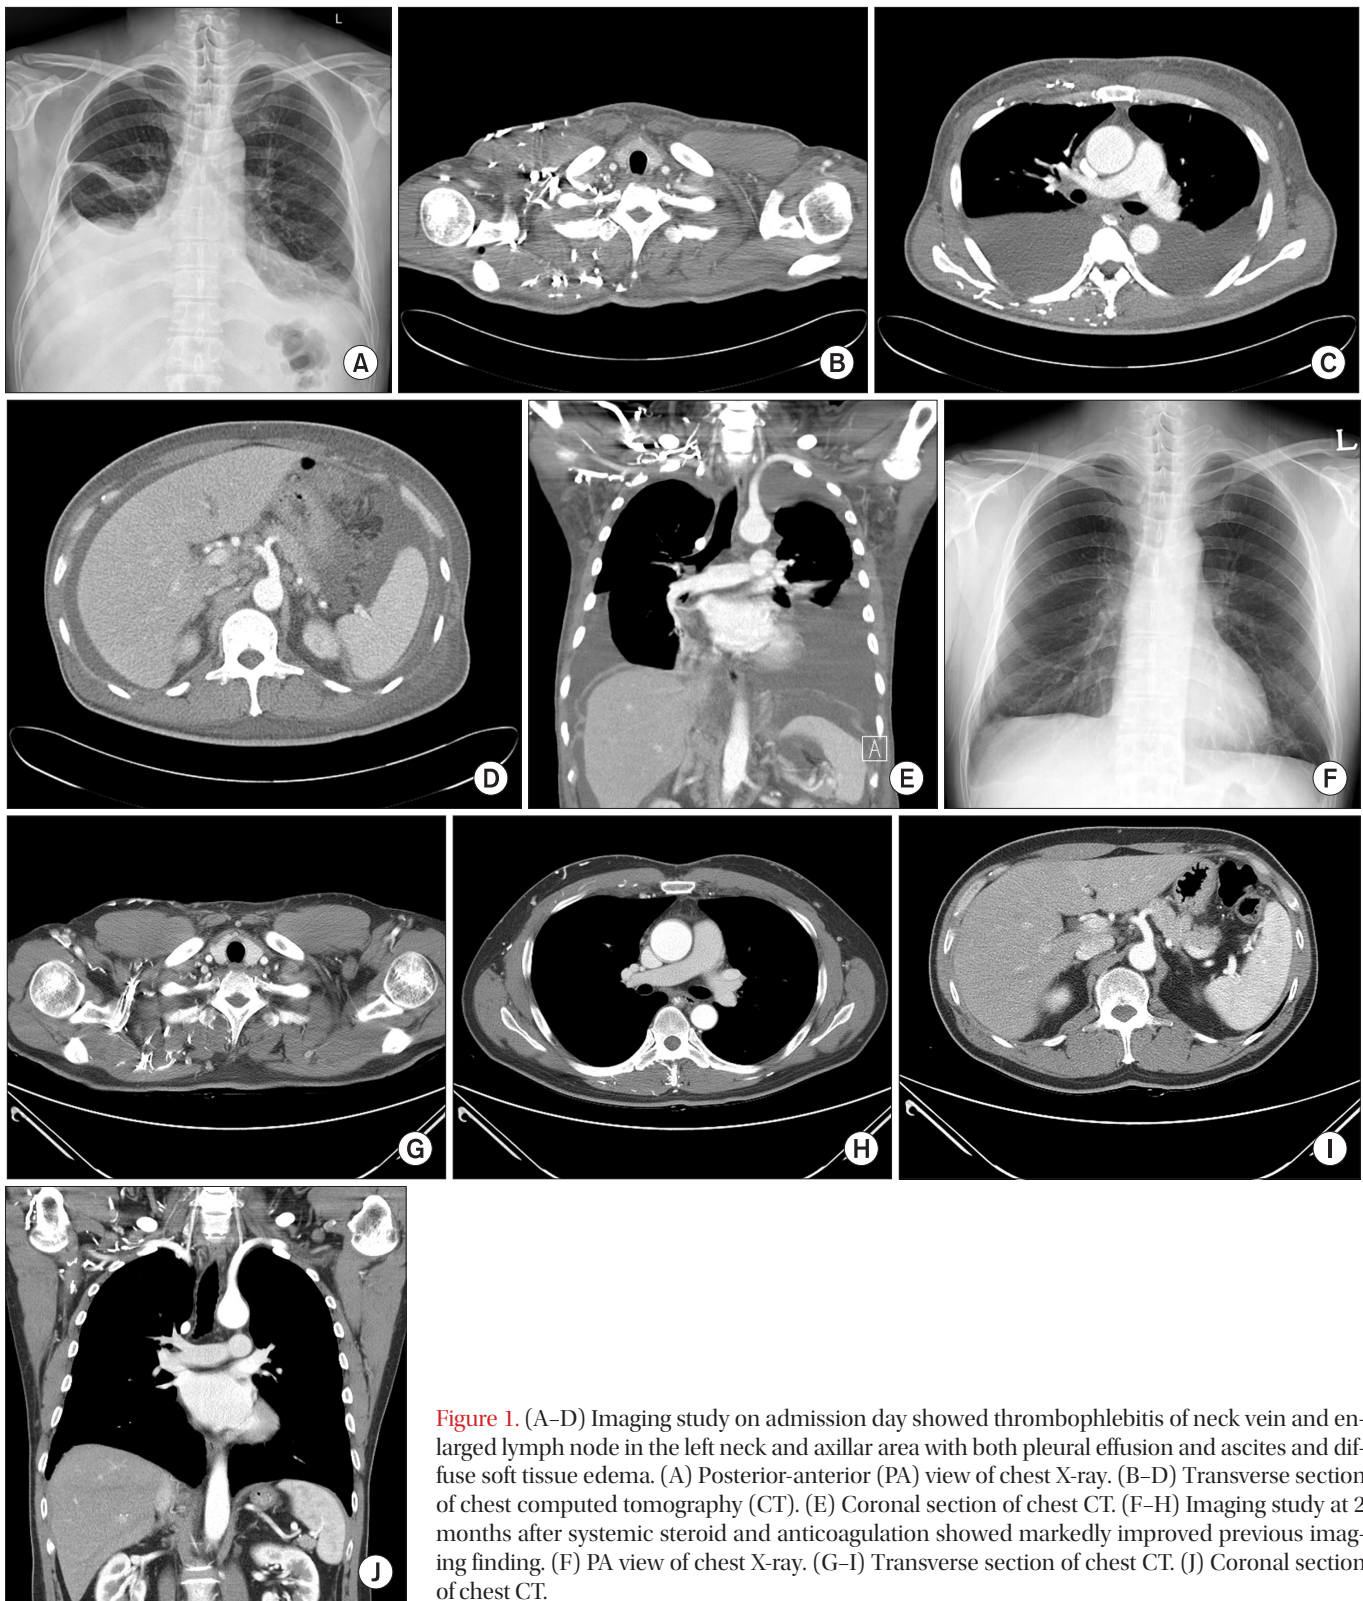 L
A
B
C
D
A
E
L
F
G
H
I
J
Figure 1. (A–D) Imaging study on admission day showed thrombophlebitis of neck vein and en-
larged lymph node in the left neck and axillar area with both pleural effusion and ascites and dif-
fuse soft tissue edema. (A) Posterior-anterior (PA) view of chest X-ray. (B–D) Transverse section
of chest computed tomography (CT). (E) Coronal section of chest CT. (F–H) Imaging study at 2
months after systemic steroid and anticoagulation showed markedly improved previous imag-
ing finding. (F) PA view of chest X-ray. (G–I) Transverse section of chest CT. (J) Coronal section
of chest CT.